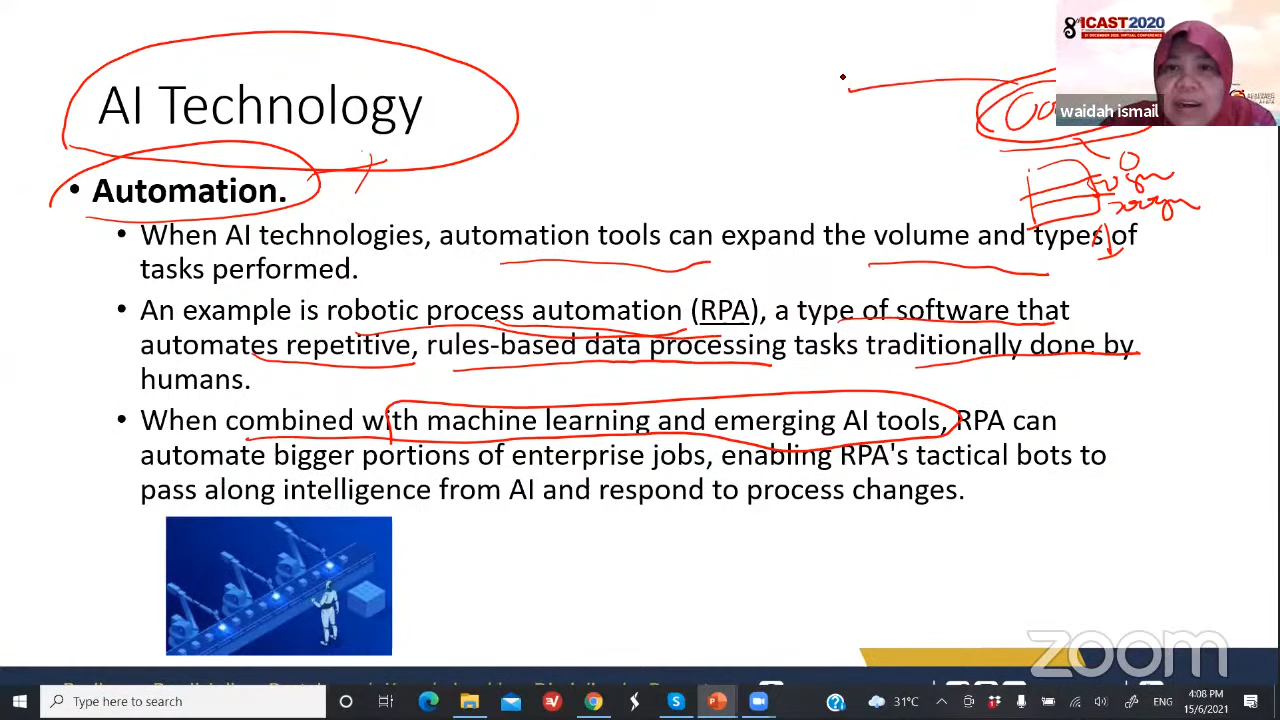 8th ICAST2020
waidah ismail
AI Technology
• Automation.
• When AI technologies, automation tools can expand the volume and types of
tasks performed.
• An example is robotic process automation (RPA), a type of software that
automates repetitive, rules-based data processing tasks traditionally done by
humans.
• When combined with machine learning and emerging AI tools, RPA can
automate bigger portions of enterprise jobs, enabling RPA's tactical bots to
pass along intelligence from AI and respond to process changes.
zoom
Type here to search
31°C
ENG
4:08 PM
15/6/2021